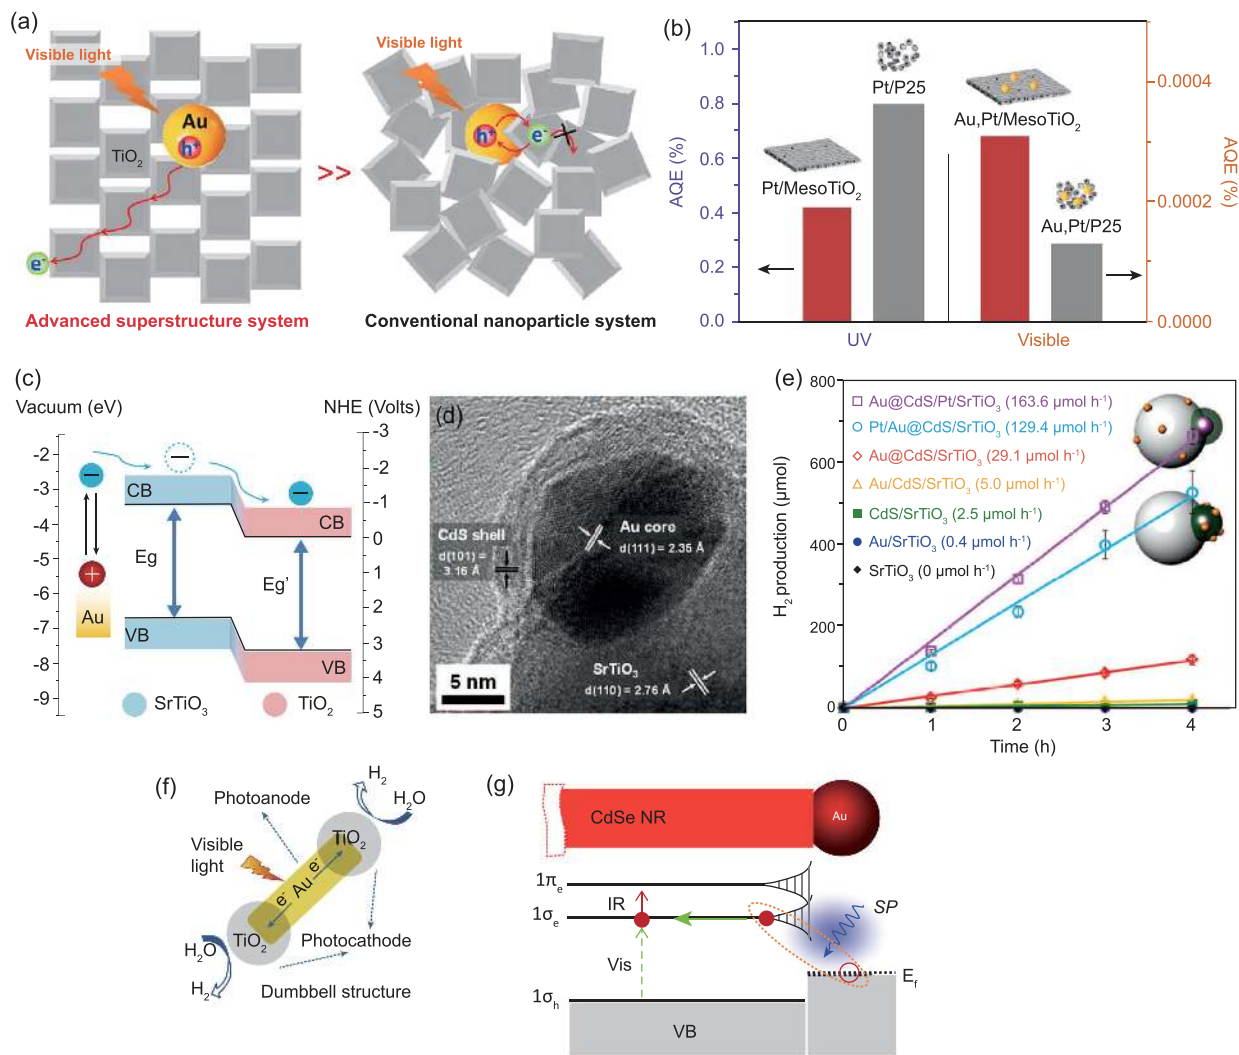 (a)
Visible light
Au
h⁺
TiO₂
e⁻
Advanced superstructure system
>>
Visible light
h⁺
e⁻
Conventional nanoparticle system
(b)
AQE (%)
1.0
0.8
0.6
0.4
0.2
0.0
Pt/MesoTiO₂
Pt/P25
Au,Pt/MesoTiO₂
Au,Pt/P25
UV
Visible
0.0004
0.0002
0.0000
AQE (%)
(c)
Vacuum (eV)
NHE (Volts)
-2
-3
-4
-5
-6
-7
-8
-9
-3
-2
-1
0
1
2
3
4
5
CB
CB
Eg
Eg'
Au
VB
VB
SrTiO₃
TiO₂
(d)
CdS shell
d(101) =
3.16 Å
Au core
d(111) = 2.35 Å
SrTiO₃
d(110) = 2.76 Å
5 nm
(e)
H₂ production (µmol)
800
600
400
200
0
Au@CdS/Pt/SrTiO₃ (163.6 µmol h⁻¹)
Pt/Au@CdS/SrTiO₃ (129.4 µmol h⁻¹)
Au@CdS/SrTiO₃ (29.1 µmol h⁻¹)
Au/CdS/SrTiO₃ (5.0 µmol h⁻¹)
CdS/SrTiO₃ (2.5 µmol h⁻¹)
Au/SrTiO₃ (0.4 µmol h⁻¹)
SrTiO₃ (0 µmol h⁻¹)
0 1 2 3 4
Time (h)
(f)
H₂
H₂O
Photoanode
TiO₂
Visible
light
e⁻
Au
e⁻
TiO₂
Photocathode
H₂O
H₂
Dumbbell structure
(g)
CdSe NR
Au
1πₑ
IR
1σₑ
SP
Vis
E_f
1σₕ
VB